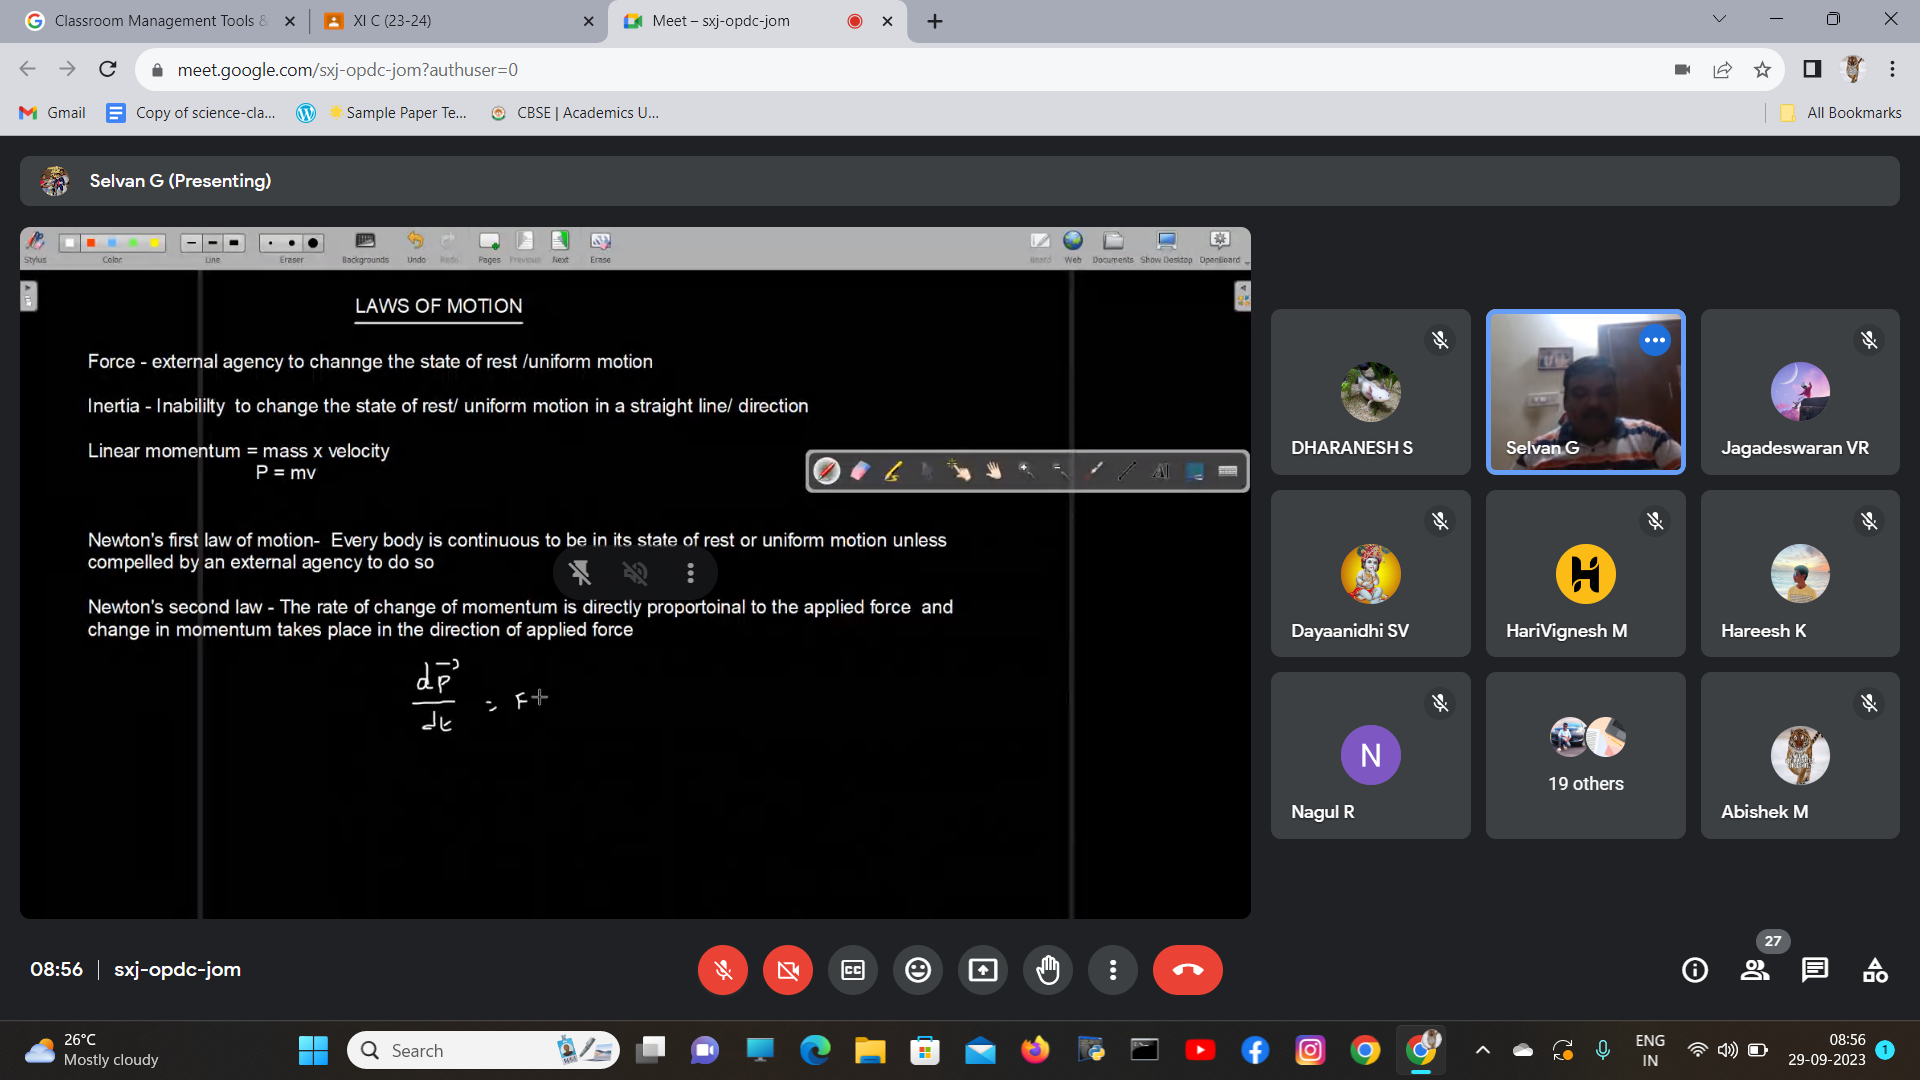 Classroom Management Tools &
XI C (23-24)
Meet – sxj-opdc-jom
meet.google.com/sxj-opdc-jom?authuser=0
Gmail
Copy of science-cla...
Sample Paper Te...
CBSE | Academics U...
All Bookmarks
Selvan G (Presenting)
Stylus
Color
Line
Eraser
Backgrounds
Undo
Redo
Pages
Previous
Next
Erase
Board
Web
Documents
Show Desktop
OpenBoard
LAWS OF MOTION
Force - external agency to channge the state of rest /uniform motion
Inertia - Inabililty to change the state of rest/ uniform motion in a straight line/ direction
Linear momentum = mass x velocity
P = mv
Newton's first law of motion- Every body is continuous to be in its state of rest or uniform motion unless
compelled by an external agency to do so
Newton's second law - The rate of change of momentum is directly proportoinal to the applied force and
change in momentum takes place in the direction of applied force
dp
dt
= F
DHARANESH S
Selvan G
Jagadeswaran VR
Dayaanidhi SV
HariVignesh M
Hareesh K
N
Nagul R
19 others
Abishek M
08:56
sxj-opdc-jom
27
26°C
Mostly cloudy
Search
ENG
IN
08:56
29-09-2023
1